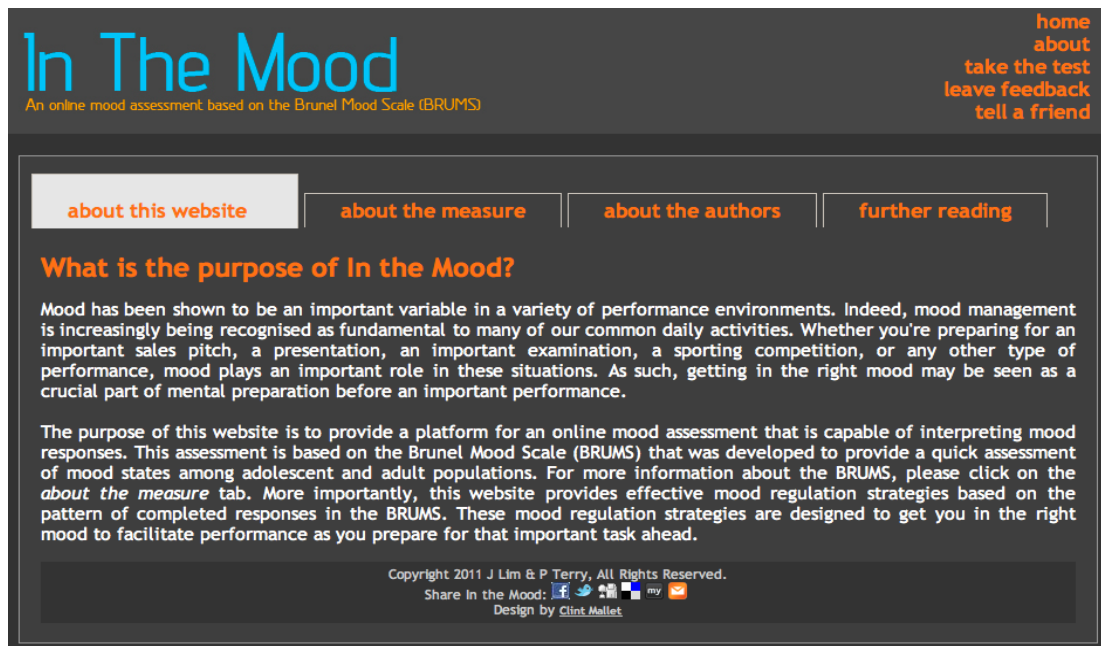 In The Mood
An online mood assessment based on the Brunel Mood Scale (BRUMS)
home
about
take the test
leave feedback
tell a friend
about this website
about the measure
about the authors
further reading
What is the purpose of In the Mood?
Mood has been shown to be an important variable in a variety of performance environments. Indeed, mood management
is increasingly being recognised as fundamental to many of our common daily activities. Whether you're preparing for an
important sales pitch, a presentation, an important examination, a sporting competition, or any other type of
performance, mood plays an important role in these situations. As such, getting in the right mood may be seen as a
crucial part of mental preparation before an important performance.
The purpose of this website is to provide a platform for an online mood assessment that is capable of interpreting mood
responses. This assessment is based on the Brunel Mood Scale (BRUMS) that was developed to provide a quick assessment
of mood states among adolescent and adult populations. For more information about the BRUMS, please click on the
about the measure tab. More importantly, this website provides effective mood regulation strategies based on the
pattern of completed responses in the BRUMS. These mood regulation strategies are designed to get you in the right
mood to facilitate performance as you prepare for that important task ahead.
Copyright 2011 J Lim & P Terry, All Rights Reserved.
Share In the Mood: f my
Design by Clint Mallet